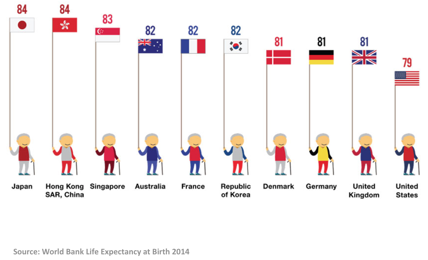 84 84 83 82 82 82 81 81 81 79
Japan Hong Kong Singapore Australia France Republic Denmark Germany United United
SAR, China of Korea Kingdom States
Source: World Bank Life Expectancy at Birth 2014